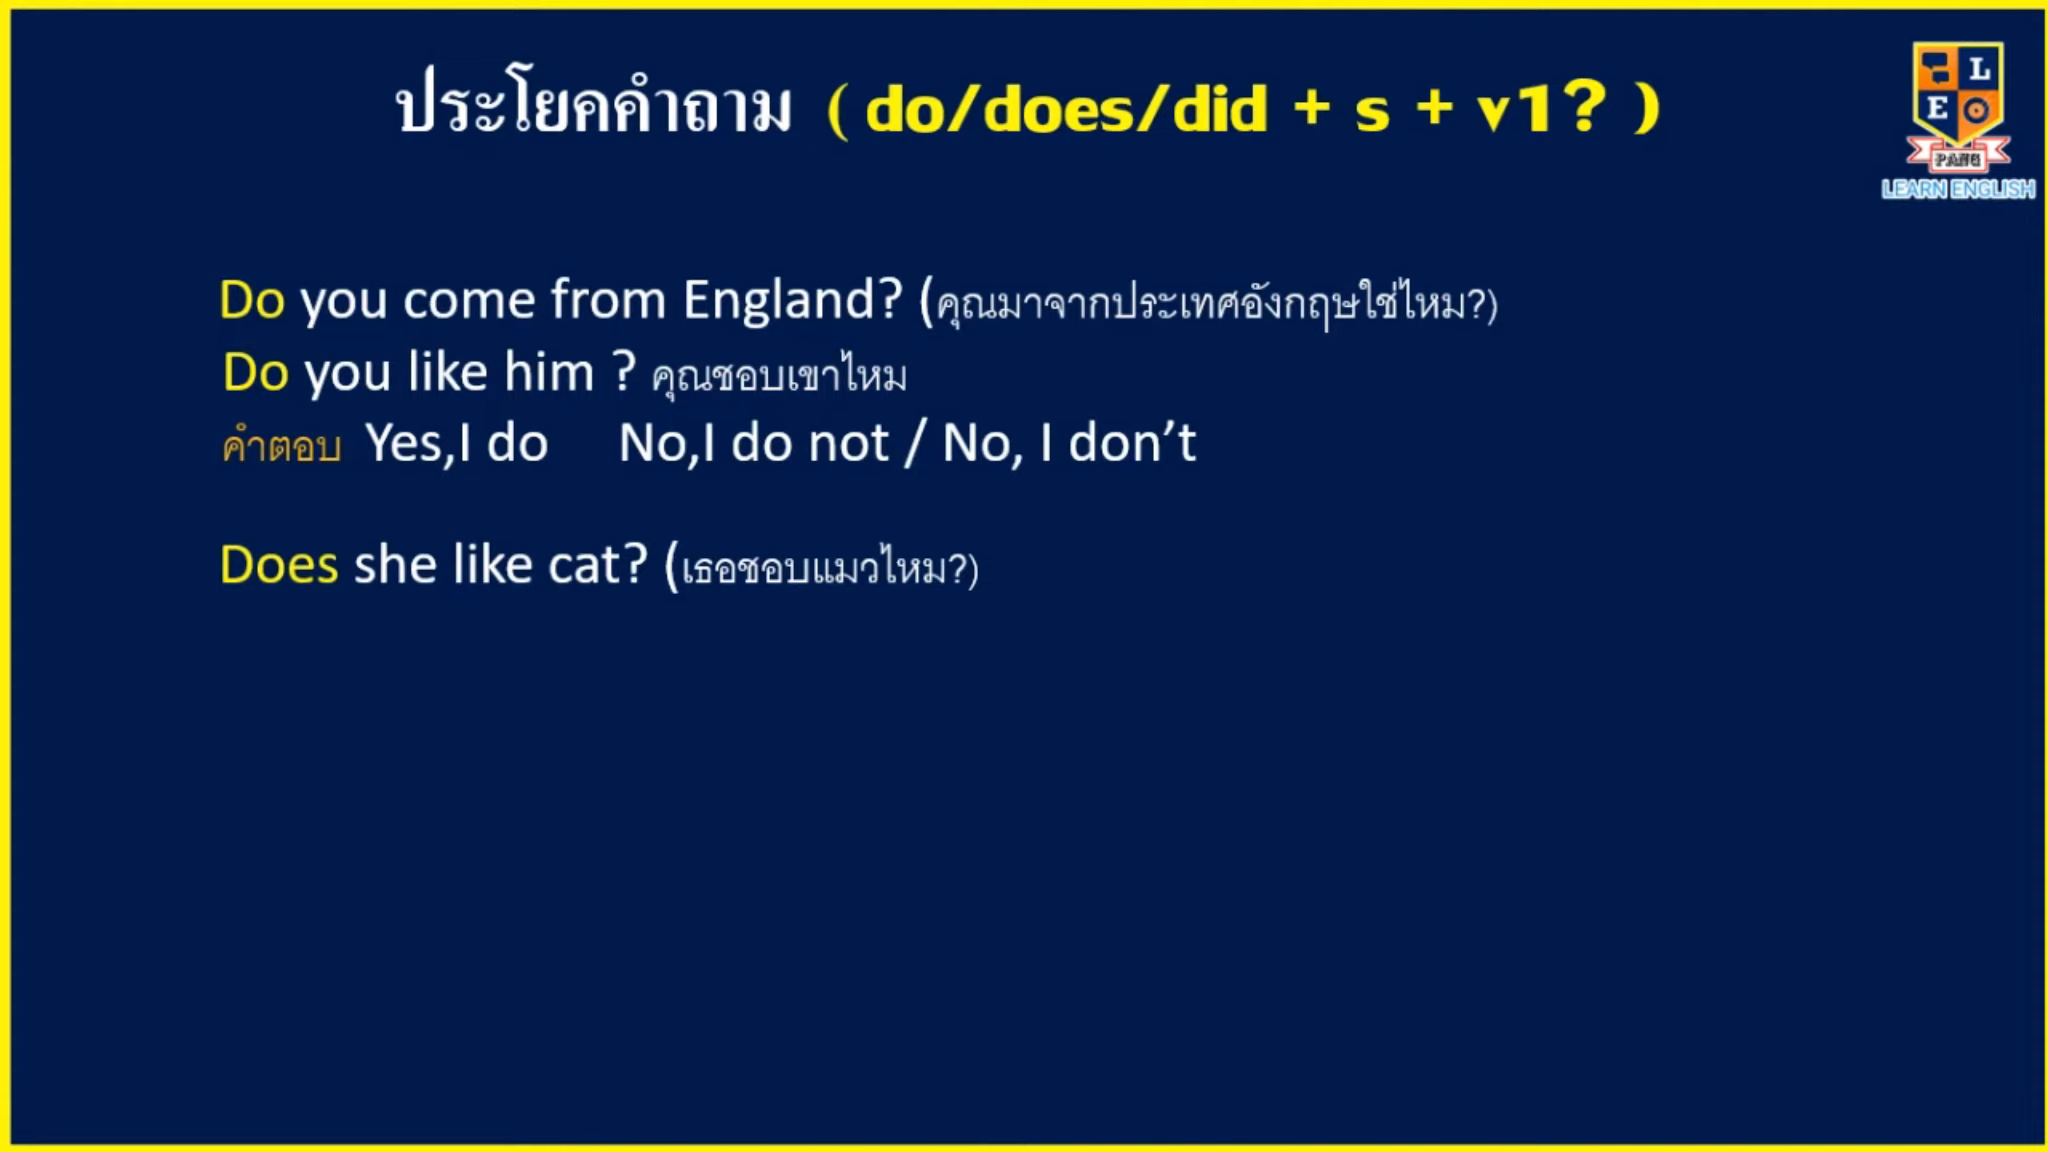 ประโยคคำถาม ( do/does/did + s + v1? )
L
E
PANG
LEARN ENGLISH
Do you come from England? (คุณมาจากประเทศอังกฤษใช่ไหม?)
Do you like him ? คุณชอบเขาไหม
คำตอบ Yes,I do No,I do not / No, I don’t
Does she like cat? (เธอชอบแมวไหม?)